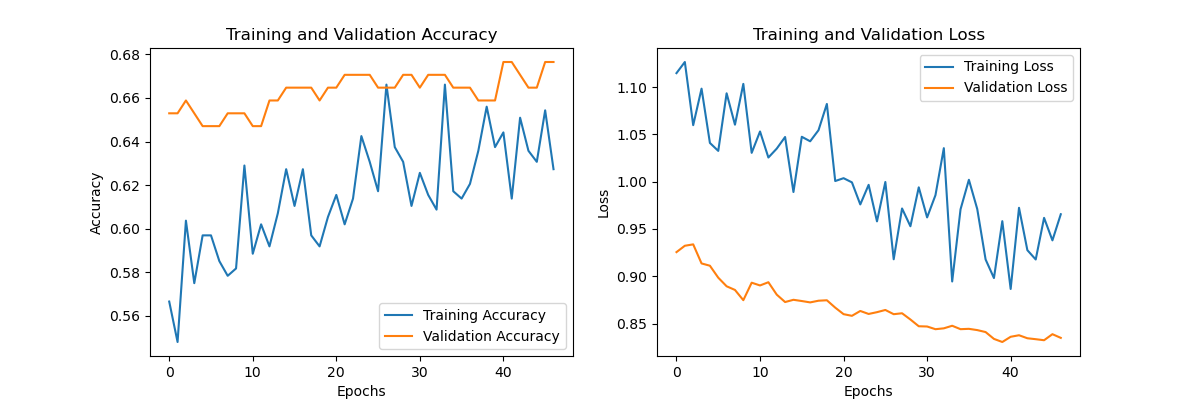 Training and Validation Accuracy
0.68
0.66
0.64
0.62
0.60
0.58
0.56
Accuracy
0
10
20
30
40
Epochs
Training Accuracy
Validation Accuracy
Training and Validation Loss
1.10
1.05
1.00
0.95
0.90
0.85
Loss
0
10
20
30
40
Epochs
Training Loss
Validation Loss